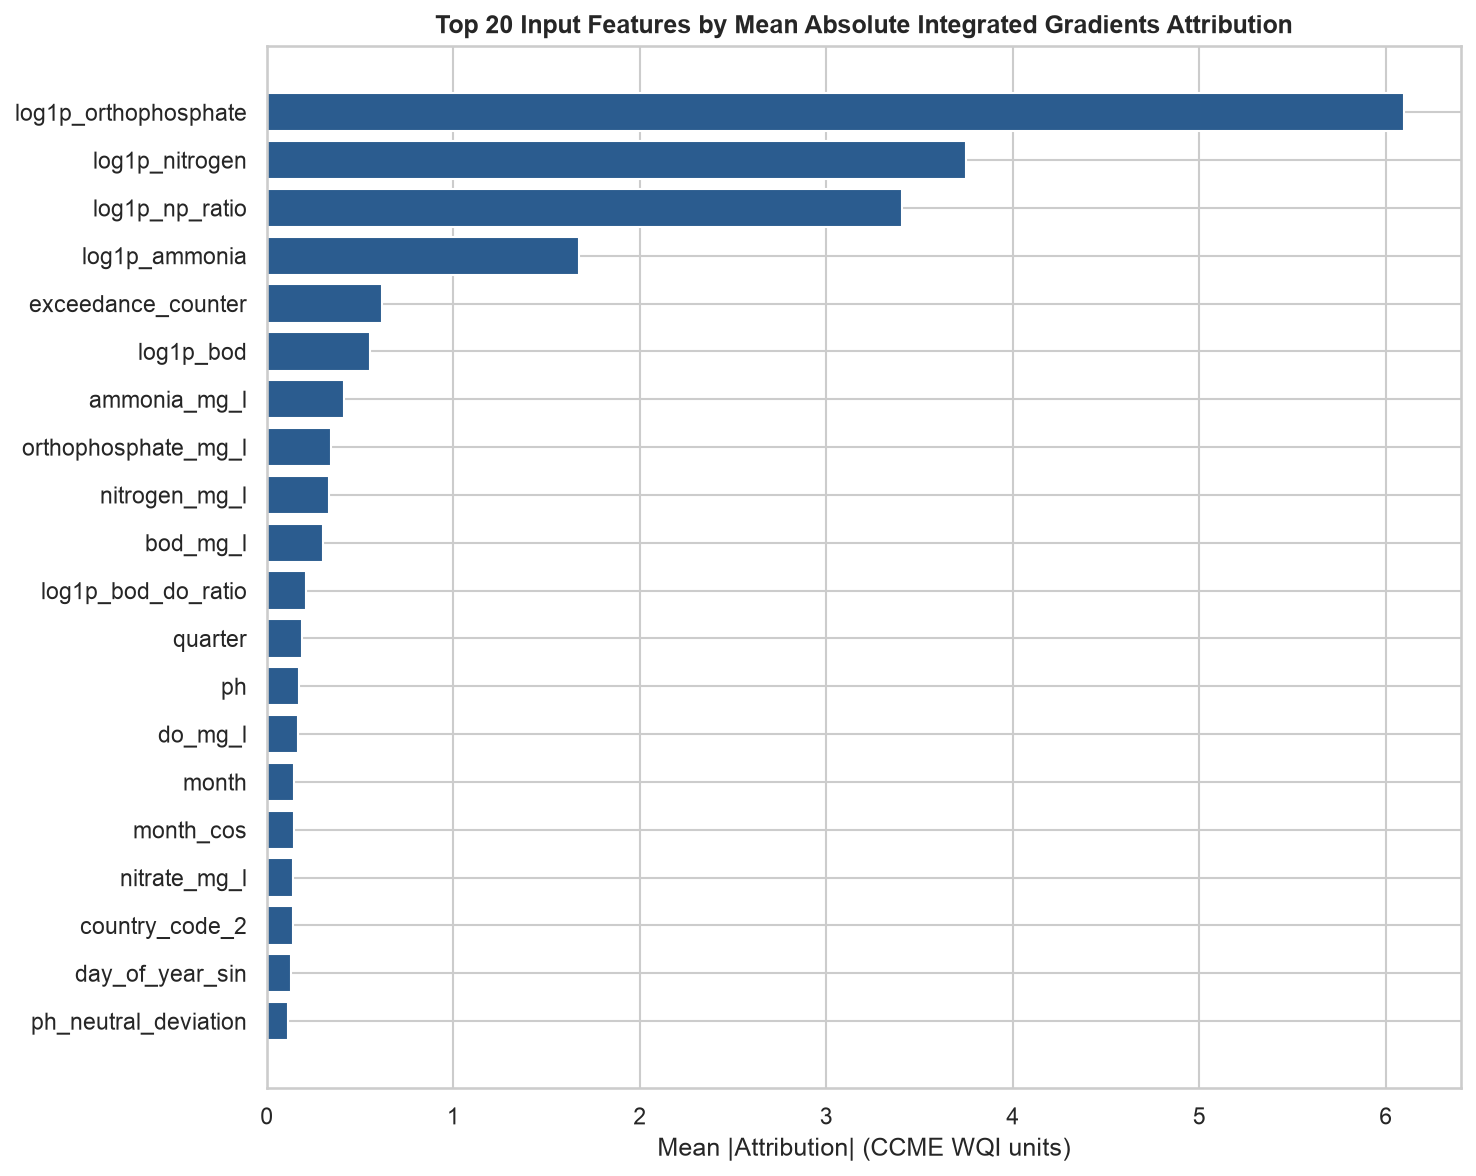 Top 20 Input Features by Mean Absolute Integrated Gradients Attribution
log1p_orthophosphate
log1p_nitrogen
log1p_np_ratio
log1p_ammonia
exceedance_counter
log1p_bod
ammonia_mg_l
orthophosphate_mg_l
nitrogen_mg_l
bod_mg_l
log1p_bod_do_ratio
quarter
ph
do_mg_l
month
month_cos
nitrate_mg_l
country_code_2
day_of_year_sin
ph_neutral_deviation
0 1 2 3 4 5 6
Mean |Attribution| (CCME WQI units)